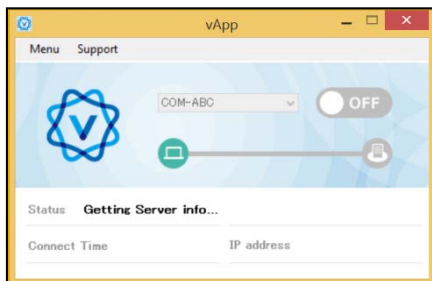 vApp
Menu Support
COM-ABC OFF
V
Status Getting Server info...
Connect Time IP address